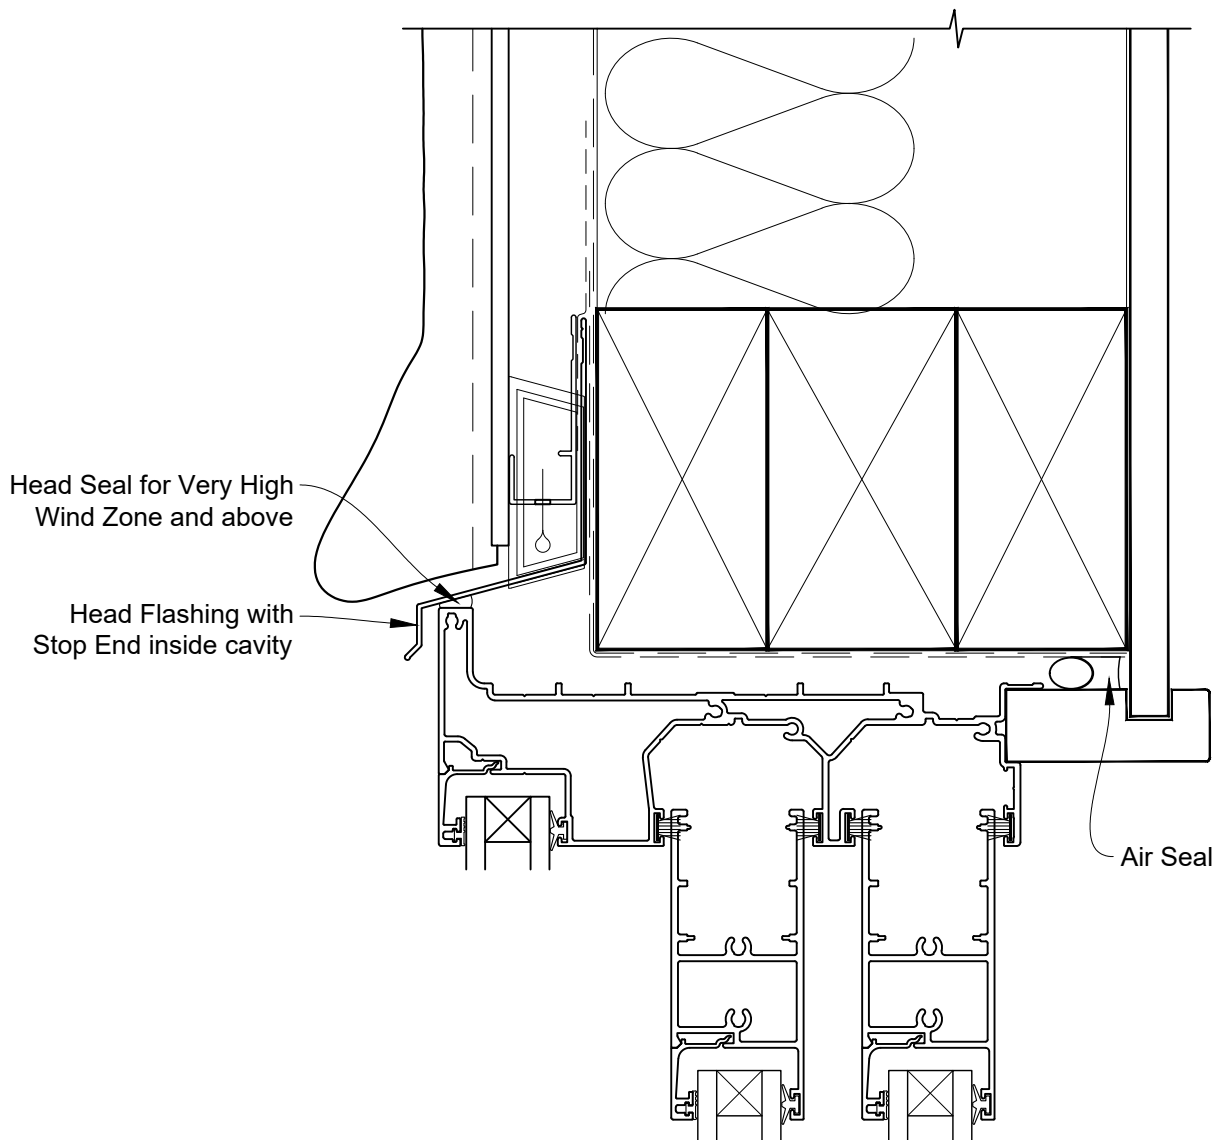 Head Seal for Very High
Wind Zone and above
Head Flashing with
Stop End inside cavity
Air Seal